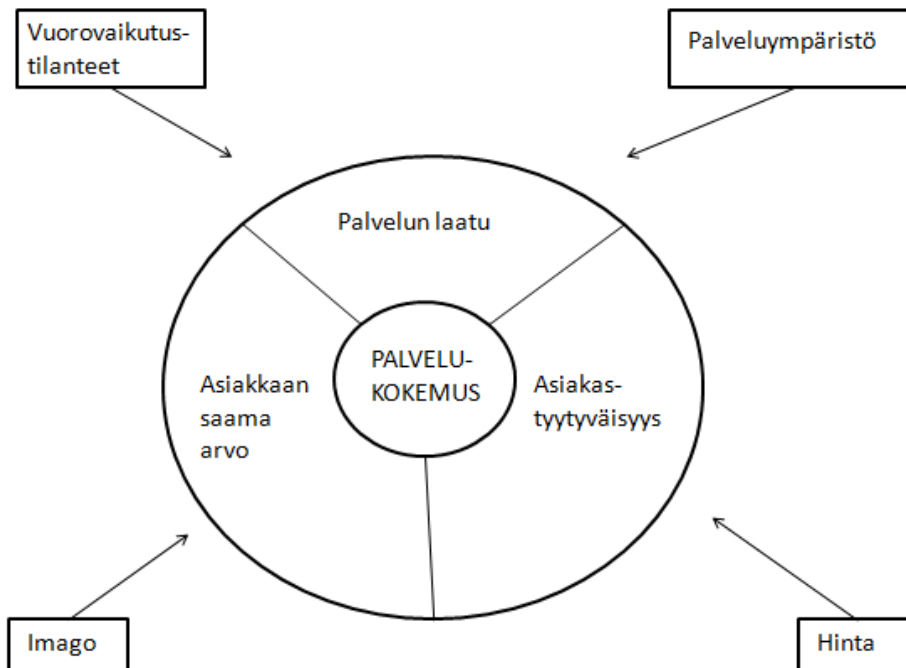 Vuorovaikutus-
tilanteet
Palveluympäristö
Palvelun laatu
PALVELU-
KOKEMUS
Asiakkaan
saama
arvo
Asiakas-
tyytyväisyys
Imago
Hinta